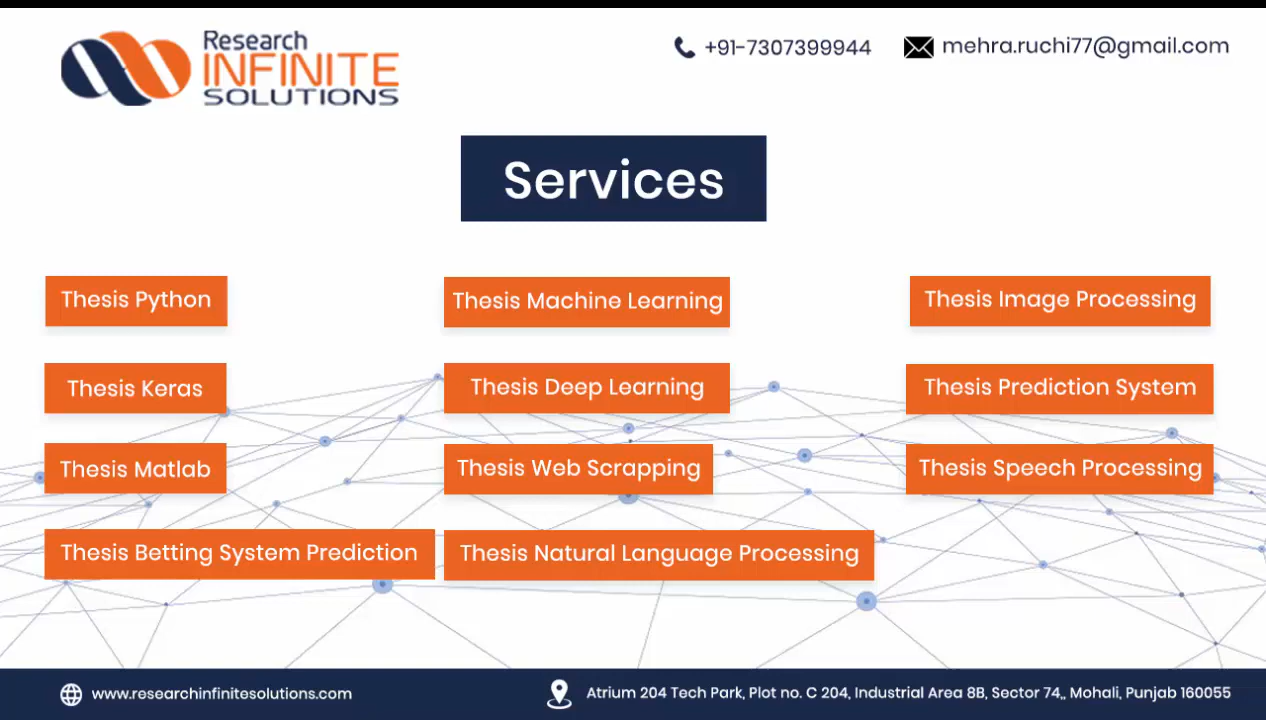 Research
INFINITE
SOLUTIONS
+91-7307399944
mehra.ruchi77@gmail.com
Services
Thesis Python
Thesis Machine Learning
Thesis Image Processing
Thesis Keras
Thesis Deep Learning
Thesis Prediction System
Thesis Matlab
Thesis Web Scrapping
Thesis Speech Processing
Thesis Betting System Prediction
Thesis Natural Language Processing
www.researchinfinitesolutions.com
Atrium 204 Tech Park, Plot no. C 204, Industrial Area 8B, Sector 74,, Mohali, Punjab 160055